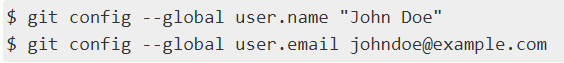 $ git config --global user.name "John Doe"
$ git config --global user.email johndoe@example.com